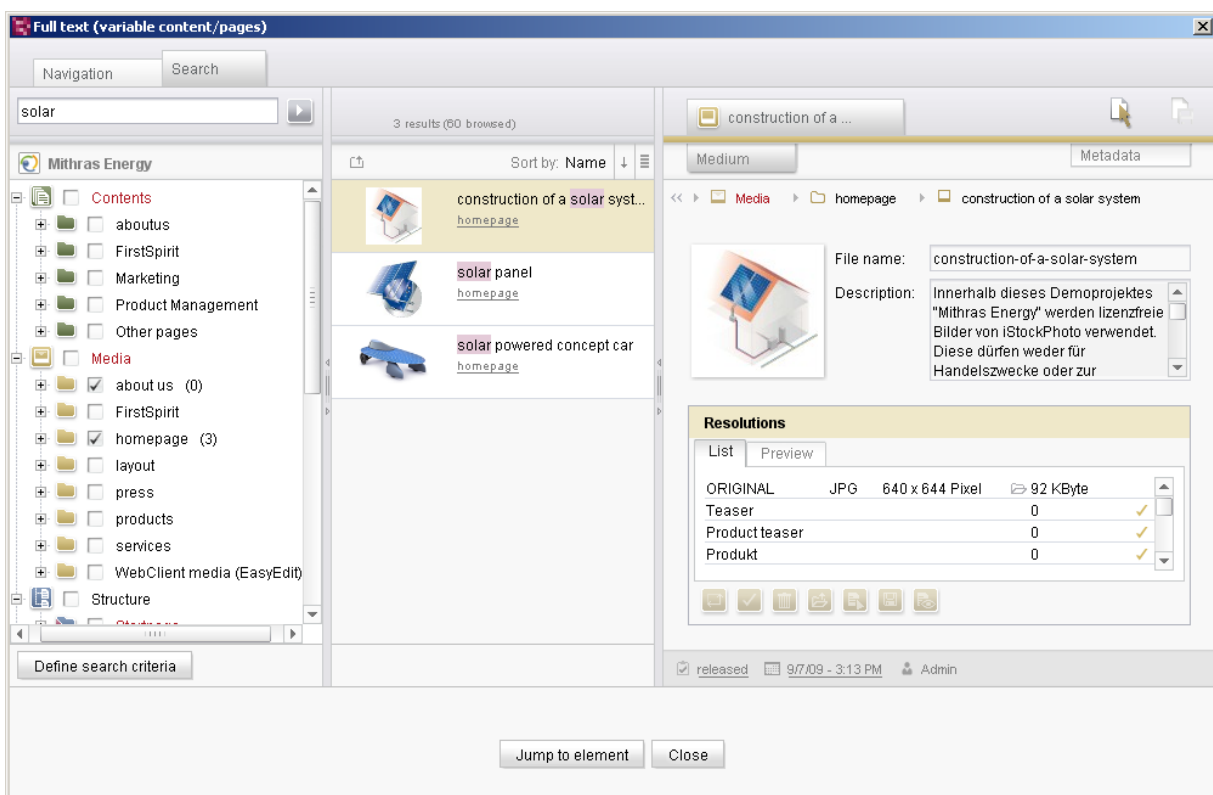 Full text (variable content/pages)
Navigation
Search
solar
3 results (60 browsed)
construction of a ...
Mithras Energy
Sort by: Name
Medium
Metadata
Contents
aboutus
FirstSpirit
Marketing
Product Management
Other pages
Media
about us (0)
FirstSpirit
homepage (3)
layout
press
products
services
WebClient media (EasyEdit)
Structure
Startpage
Define search criteria
construction of a solar syst...
homepage
solar panel
homepage
solar powered concept car
homepage
Media homepage construction of a solar system
File name: construction-of-a-solar-system
Description: Innerhalb dieses Demoprojektes
"Mithras Energy" werden lizenzfreie
Bilder von iStockPhoto verwendet.
Diese dürfen weder für
Handelszwecke oder zur
Resolutions
List Preview
ORIGINAL JPG 640 x 644 Pixel 92 KByte
Teaser 0
Product teaser 0
Produkt 0
released 9/7/09 - 3:13 PM Admin
Jump to element Close